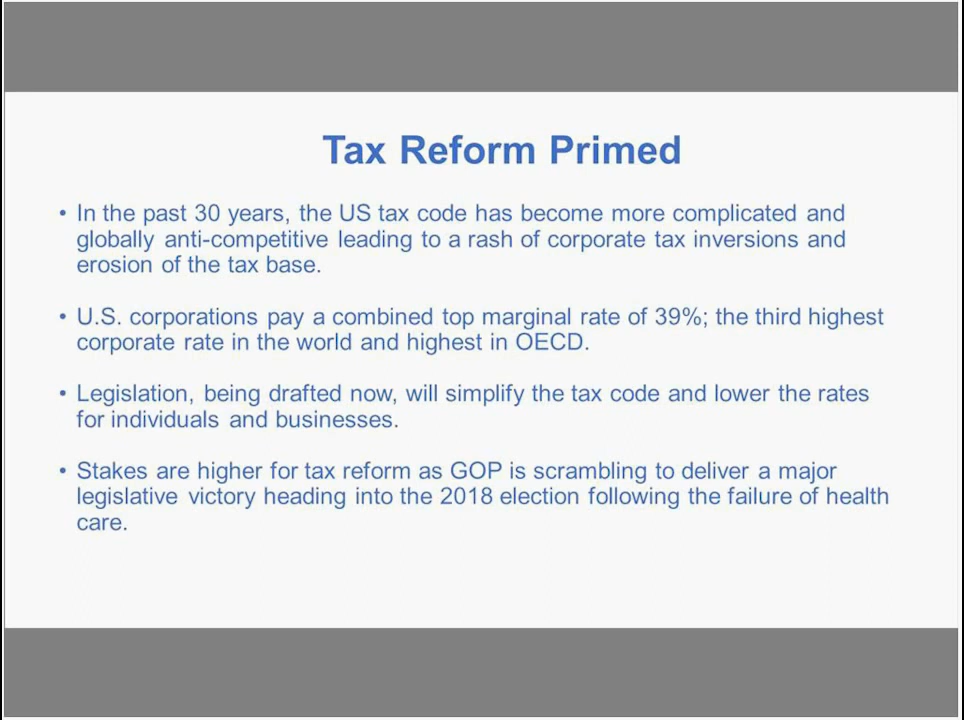 Tax Reform Primed
• In the past 30 years, the US tax code has become more complicated and
globally anti-competitive leading to a rash of corporate tax inversions and
erosion of the tax base.
• U.S. corporations pay a combined top marginal rate of 39%; the third highest
corporate rate in the world and highest in OECD.
• Legislation, being drafted now, will simplify the tax code and lower the rates
for individuals and businesses.
• Stakes are higher for tax reform as GOP is scrambling to deliver a major
legislative victory heading into the 2018 election following the failure of health
care.